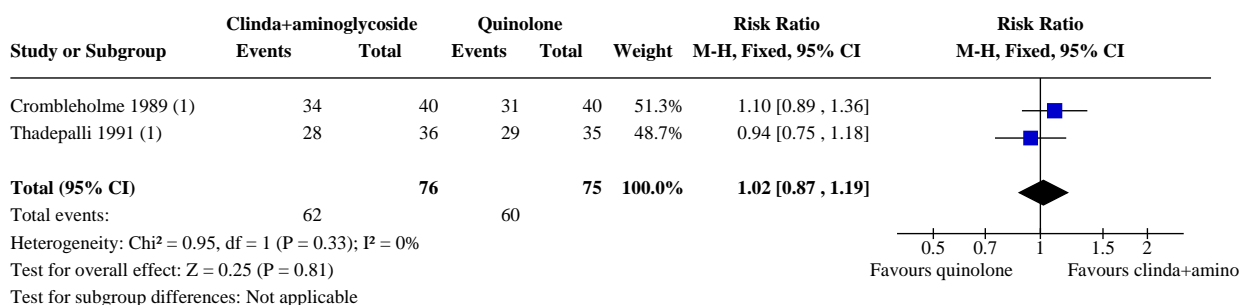 Clinda+aminoglycoside Quinolone Risk Ratio Risk Ratio
Study or Subgroup Events Total Events Total Weight M-H, Fixed, 95% CI M-H, Fixed, 95% CI
Crombleholme 1989 (1) 34 40 31 40 51.3% 1.10 [0.89 , 1.36]
Thadepalli 1991 (1) 28 36 29 35 48.7% 0.94 [0.75 , 1.18]
Total (95% CI) 76 75 100.0% 1.02 [0.87 , 1.19]
Total events: 62 60
Heterogeneity: Chi² = 0.95, df = 1 (P = 0.33); I² = 0%
0.5 0.7 1 1.5 2
Test for overall effect: Z = 0.25 (P = 0.81) Favours quinolone Favours clinda+amino
Test for subgroup differences: Not applicable